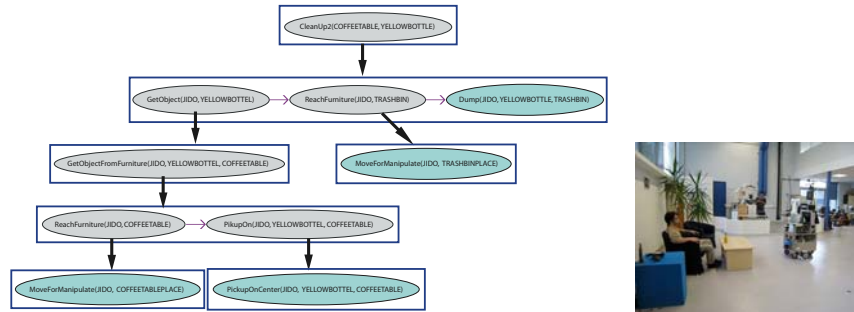 CleanUp2(COFFEETABLE, YELLOWBOTTLE)
GetObject(JIDO, YELLOWBOTTEL)
ReachFurniture(JIDO, TRASHBIN)
Dump(JIDO, YELLOWBOTTLE, TRASHBIN)
GetObjectFromFurniture(JIDO, YELLOWBOTTEL, COFFEETABLE)
MoveForManipulate(JIDO, TRASHBINPLACE)
ReachFurniture(JIDO, COFFEETABLE)
PikupOn(JIDO, YELLOWBOTTEL, COFFEETABLE)
MoveForManipulate(JIDO, COFFEETABLEPLACE)
PickupOnCenter(JIDO, YELLOWBOTTEL, COFFEETABLE)